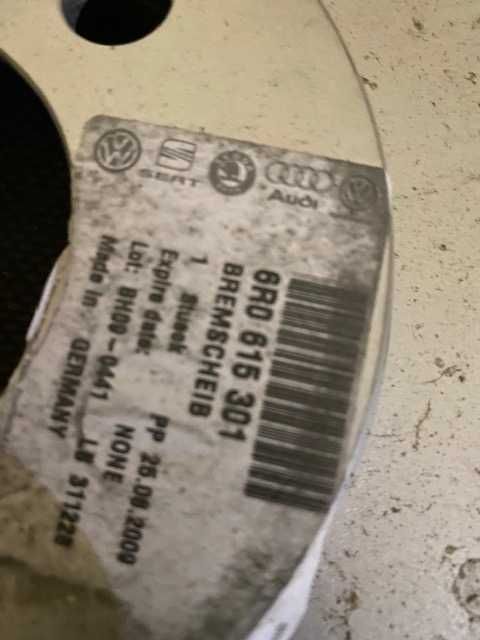 SEAT
Audi
6R0 615 301
BREMSCHEIB
1 Stueck
PP 25.08.2009
Expire date: NONE
Lot: BH09-0441 LB 311228
Made in GERMANY